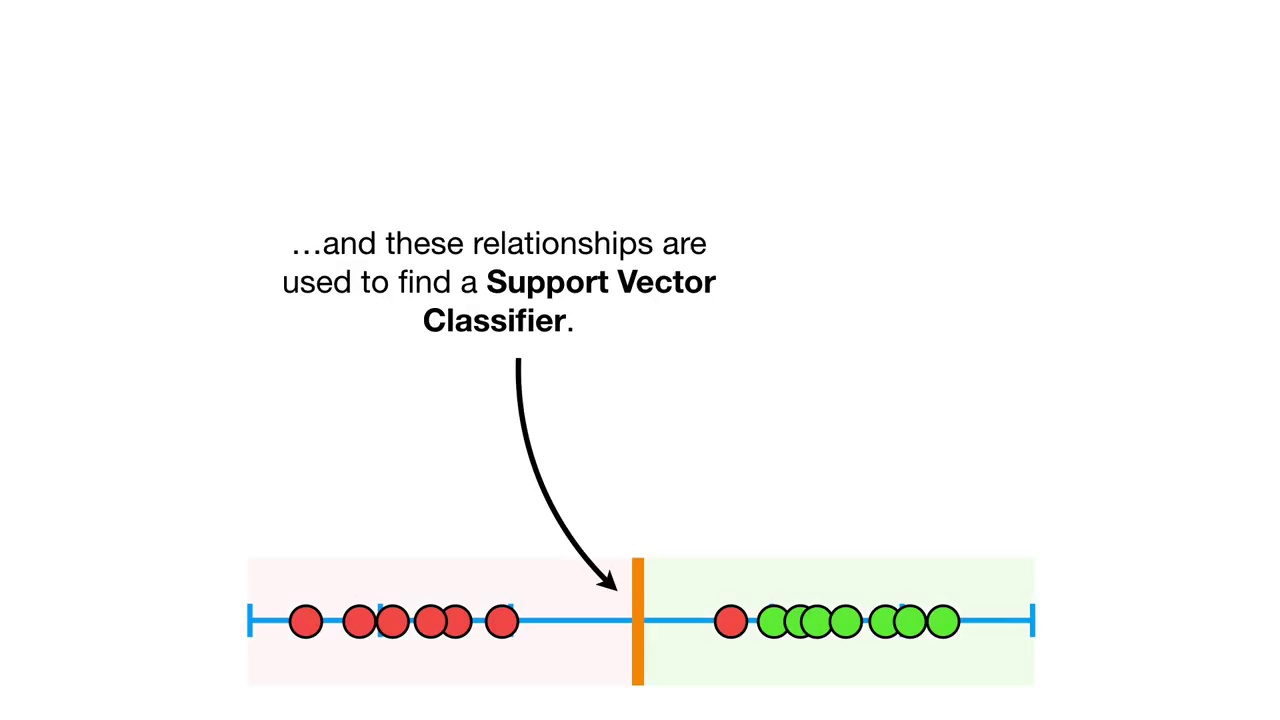 …and these relationships are
used to find a Support Vector
Classifier.